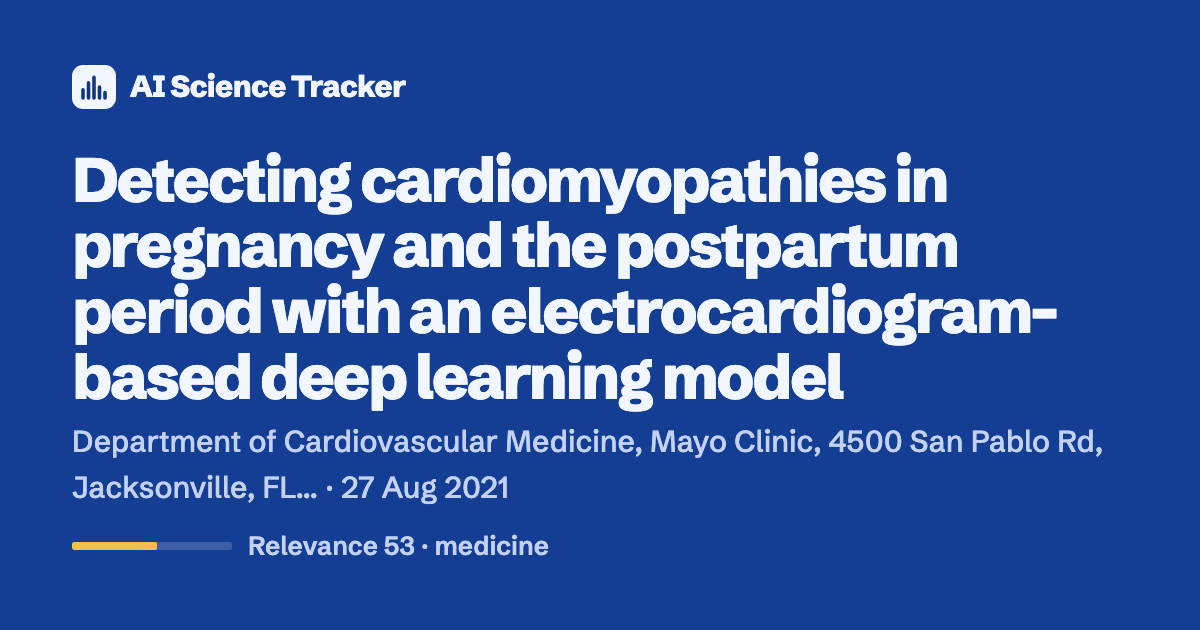 AI Science Tracker
Detecting cardiomyopathies in
pregnancy and the postpartum
period with an electrocardiogram-
based deep learning model
Department of Cardiovascular Medicine, Mayo Clinic, 4500 San Pablo Rd,
Jacksonville, FL... · 27 Aug 2021
Relevance 53 · medicine